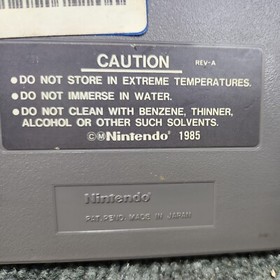 CAUTION
REV-A
●DO NOT STORE IN EXTREME TEMPERATURES.
●DO NOT IMMERSE IN WATER.
●DO NOT CLEAN WITH BENZENE, THINNER,
ALCOHOL OR OTHER SUCH SOLVENTS.
©ⓂNintendo® 1985
Nintendo®
PAT. PEND. MADE IN JAPAN